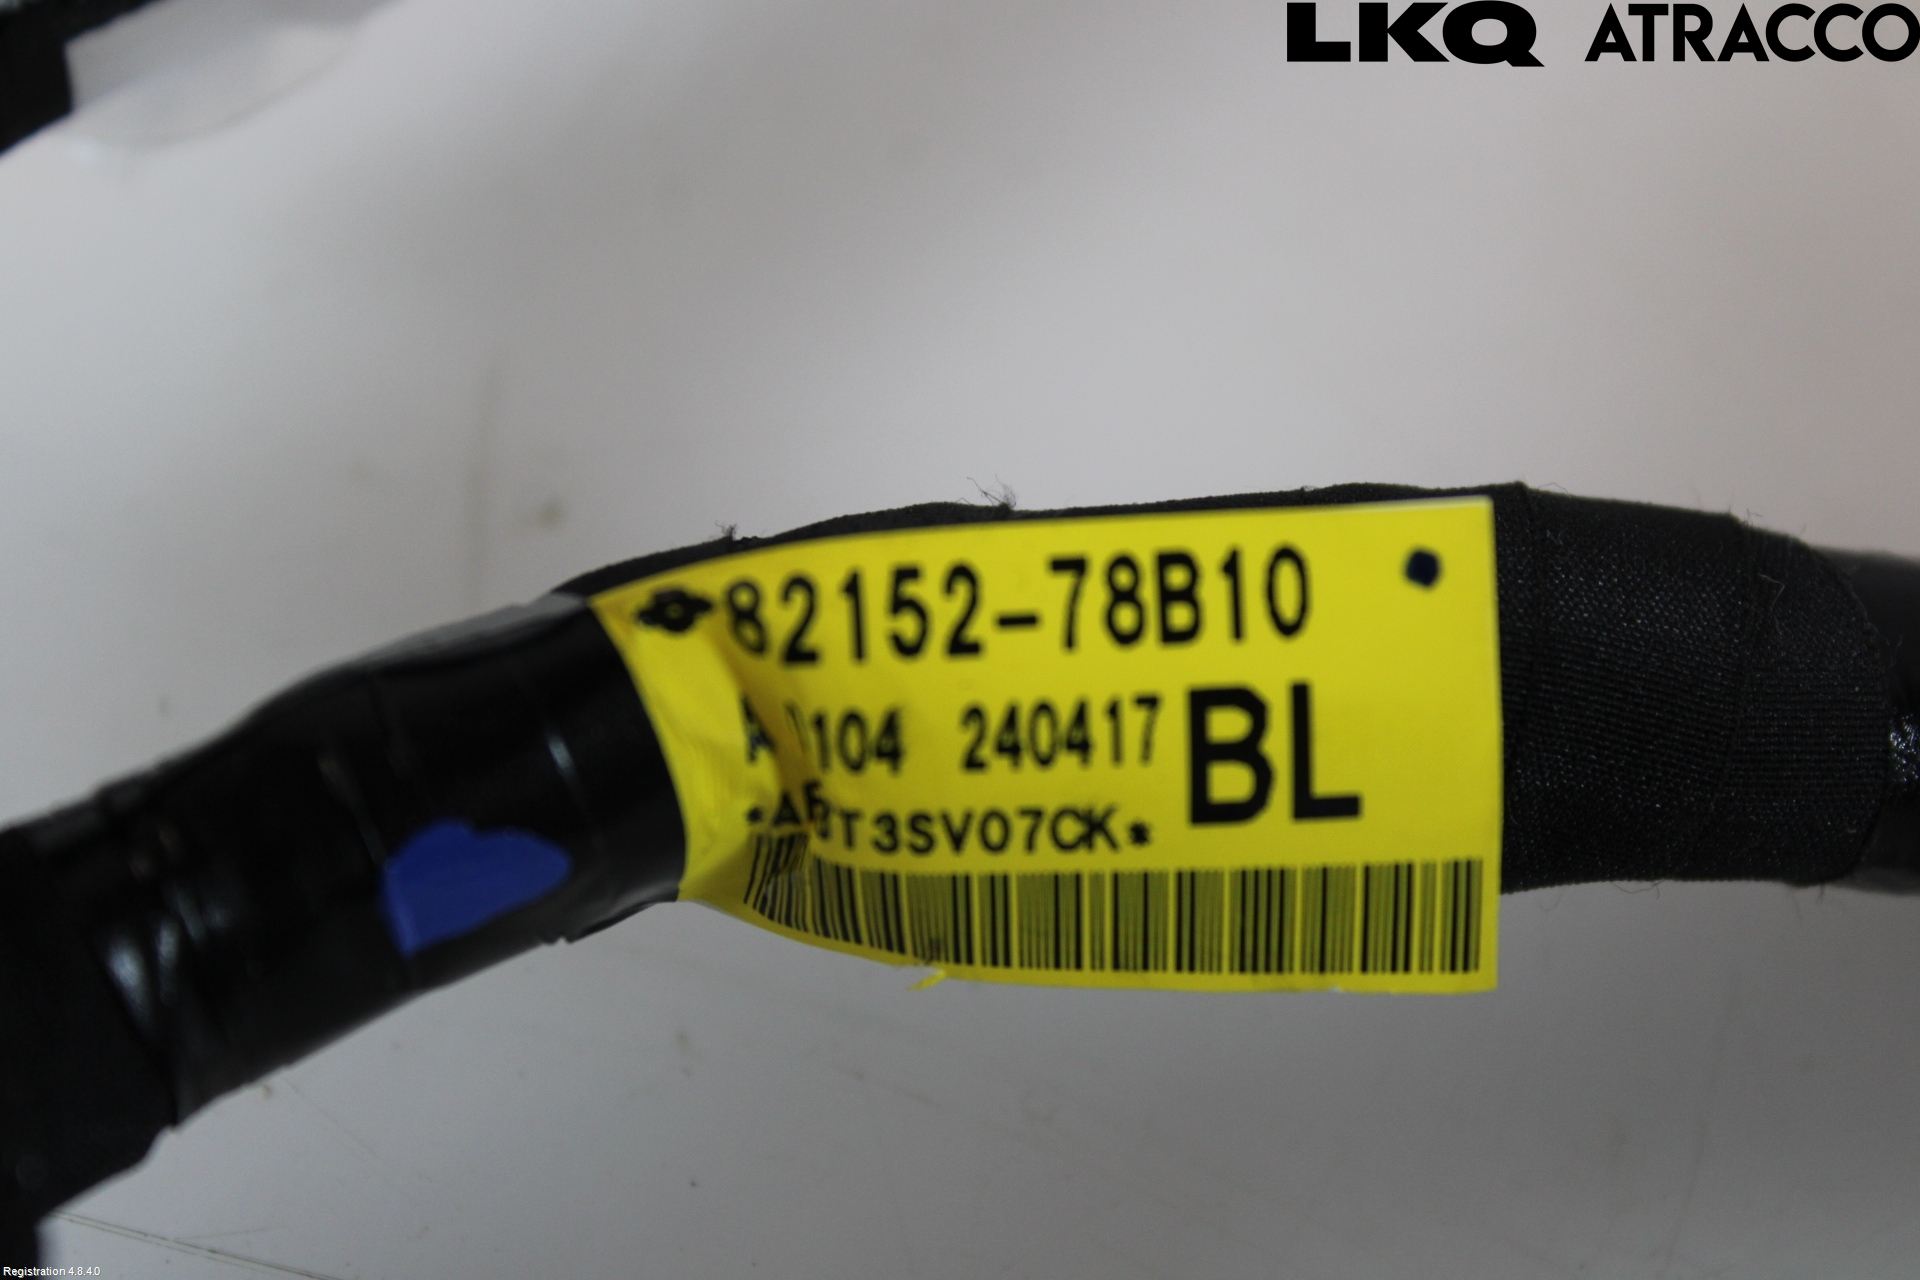 LKQ ATRACCO
82152-78B10
104 240417 BL
T3SV07CK*
Registration 4.8.4.0